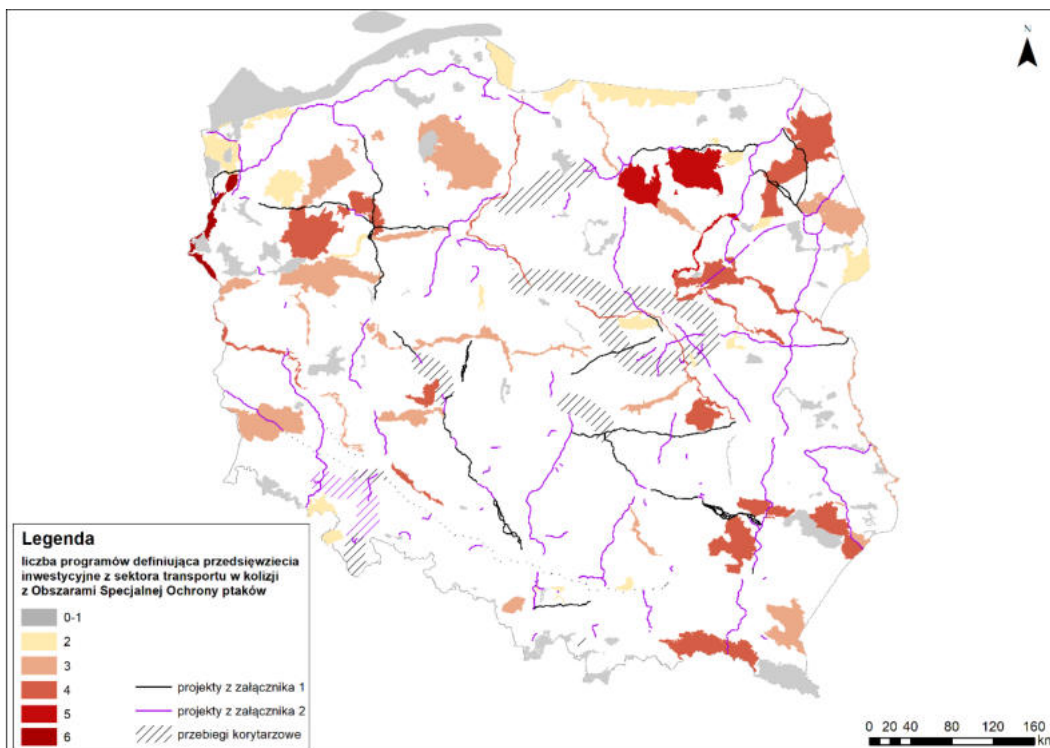 N
Legenda
liczba programów definiująca przedsięwziecia
inwestycyjne z sektora transportu w kolizji
z Obszarami Specjalnej Ochrony ptaków
0-1
2
3
4
5
6
projekty z załącznika 1
projekty z załącznika 2
przebiegi korytarzowe
0 20 40 80 120 160
km